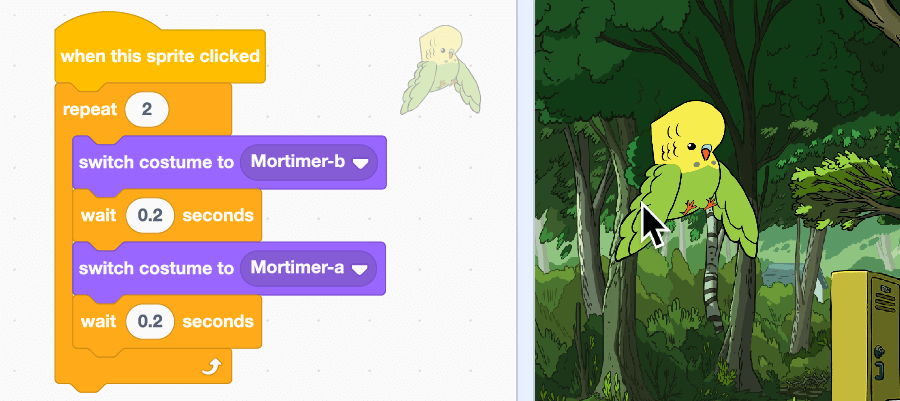 when this sprite clicked
repeat 2
switch costume to Mortimer-b
wait 0.2 seconds
switch costume to Mortimer-a
wait 0.2 seconds